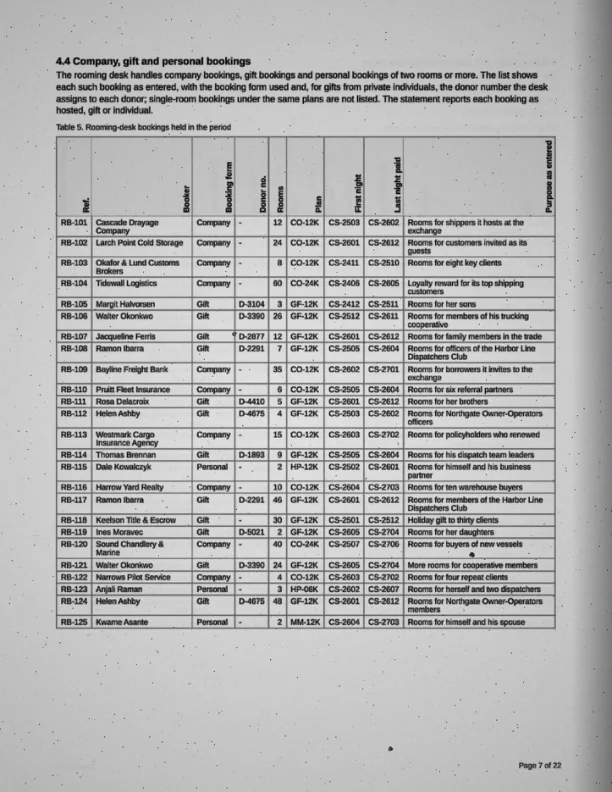 4.4 Company, gift and personal bookings
The rooming desk handles company bookings, gift bookings and personal bookings of two rooms or more. The list shows
each such booking as entered, with the booking form used and, for gifts from private individuals, the donor number the desk
assigns to each donor; single-room bookings under the same plans are not listed. The statement reports each booking as
hosted, gift or individual.
Table 5. Rooming-desk bookings held in the period
Ref. Booker Booking form Donor no. Rooms Plan First night Last night paid Purpose as entered
RB-101 Cascade Drayage Company - 12 CO-12K CS-2503 CS-2602 Rooms for shippers it hosts at the
Company exchange
RB-102 Larch Point Cold Storage Company - 24 CO-12K CS-2601 CS-2612 Rooms for customers invited as its
guests
RB-103 Okafor & Lund Customs Company - 8 CO-12K CS-2411 CS-2510 Rooms for eight key clients
Brokers
RB-104 Tidewall Logistics Company - 60 CO-24K CS-2406 CS-2605 Loyalty reward for its top shipping
customers
RB-105 Margit Halvorsen Gift D-3104 3 GF-12K CS-2412 CS-2511 Rooms for her sons
RB-106 Walter Okonkwo Gift D-3390 26 GF-12K CS-2512 CS-2611 Rooms for members of his trucking
cooperative
RB-107 Jacqueline Ferris Gift D-2877 12 GF-12K CS-2601 CS-2612 Rooms for family members in the trade
RB-108 Ramon Ibarra Gift D-2291 7 GF-12K CS-2505 CS-2604 Rooms for officers of the Harbor Line
Dispatchers Club
RB-109 Bayline Freight Bank Company - 35 CO-12K CS-2602 CS-2701 Rooms for borrowers it invites to the
exchange
RB-110 Pruitt Fleet Insurance Company - 6 CO-12K CS-2505 CS-2604 Rooms for six referral partners
RB-111 Rosa Delacroix Gift D-4410 5 GF-12K CS-2601 CS-2612 Rooms for her brothers
RB-112 Helen Ashby Gift D-4675 4 GF-12K CS-2503 CS-2602 Rooms for Northgate Owner-Operators
officers
RB-113 Westmark Cargo Company - 15 CO-12K CS-2603 CS-2702 Rooms for policyholders who renewed
Insurance Agency
RB-114 Thomas Brennan Gift D-1893 9 GF-12K CS-2505 CS-2604 Rooms for his dispatch team leaders
RB-115 Dale Kowalczyk Personal - 2 HP-12K CS-2502 CS-2601 Rooms for himself and his business
partner
RB-116 Harrow Yard Realty Company - 10 CO-12K CS-2604 CS-2703 Rooms for ten warehouse buyers
RB-117 Ramon Ibarra Gift D-2291 46 GF-12K CS-2601 CS-2612 Rooms for members of the Harbor Line
Dispatchers Club
RB-118 Keelson Title & Escrow Gift - 30 GF-12K CS-2501 CS-2512 Holiday gift to thirty clients
RB-119 Ines Moravec Gift D-5021 2 GF-12K CS-2605 CS-2704 Rooms for her daughters
RB-120 Sound Chandlery & Company - 40 CO-24K CS-2507 CS-2706 Rooms for buyers of new vessels
Marine
RB-121 Walter Okonkwo Gift D-3390 24 GF-12K CS-2605 CS-2704 More rooms for cooperative members
RB-122 Narrows Pilot Service Company - 4 CO-12K CS-2603 CS-2702 Rooms for four repeat clients
RB-123 Anjali Raman Personal - 3 HP-06K CS-2602 CS-2607 Rooms for herself and two dispatchers
RB-124 Helen Ashby Gift D-4675 48 GF-12K CS-2601 CS-2612 Rooms for Northgate Owner-Operators
members
RB-125 Kwame Asante Personal - 2 MM-12K CS-2604 CS-2703 Rooms for himself and his spouse
Page 7 of 22